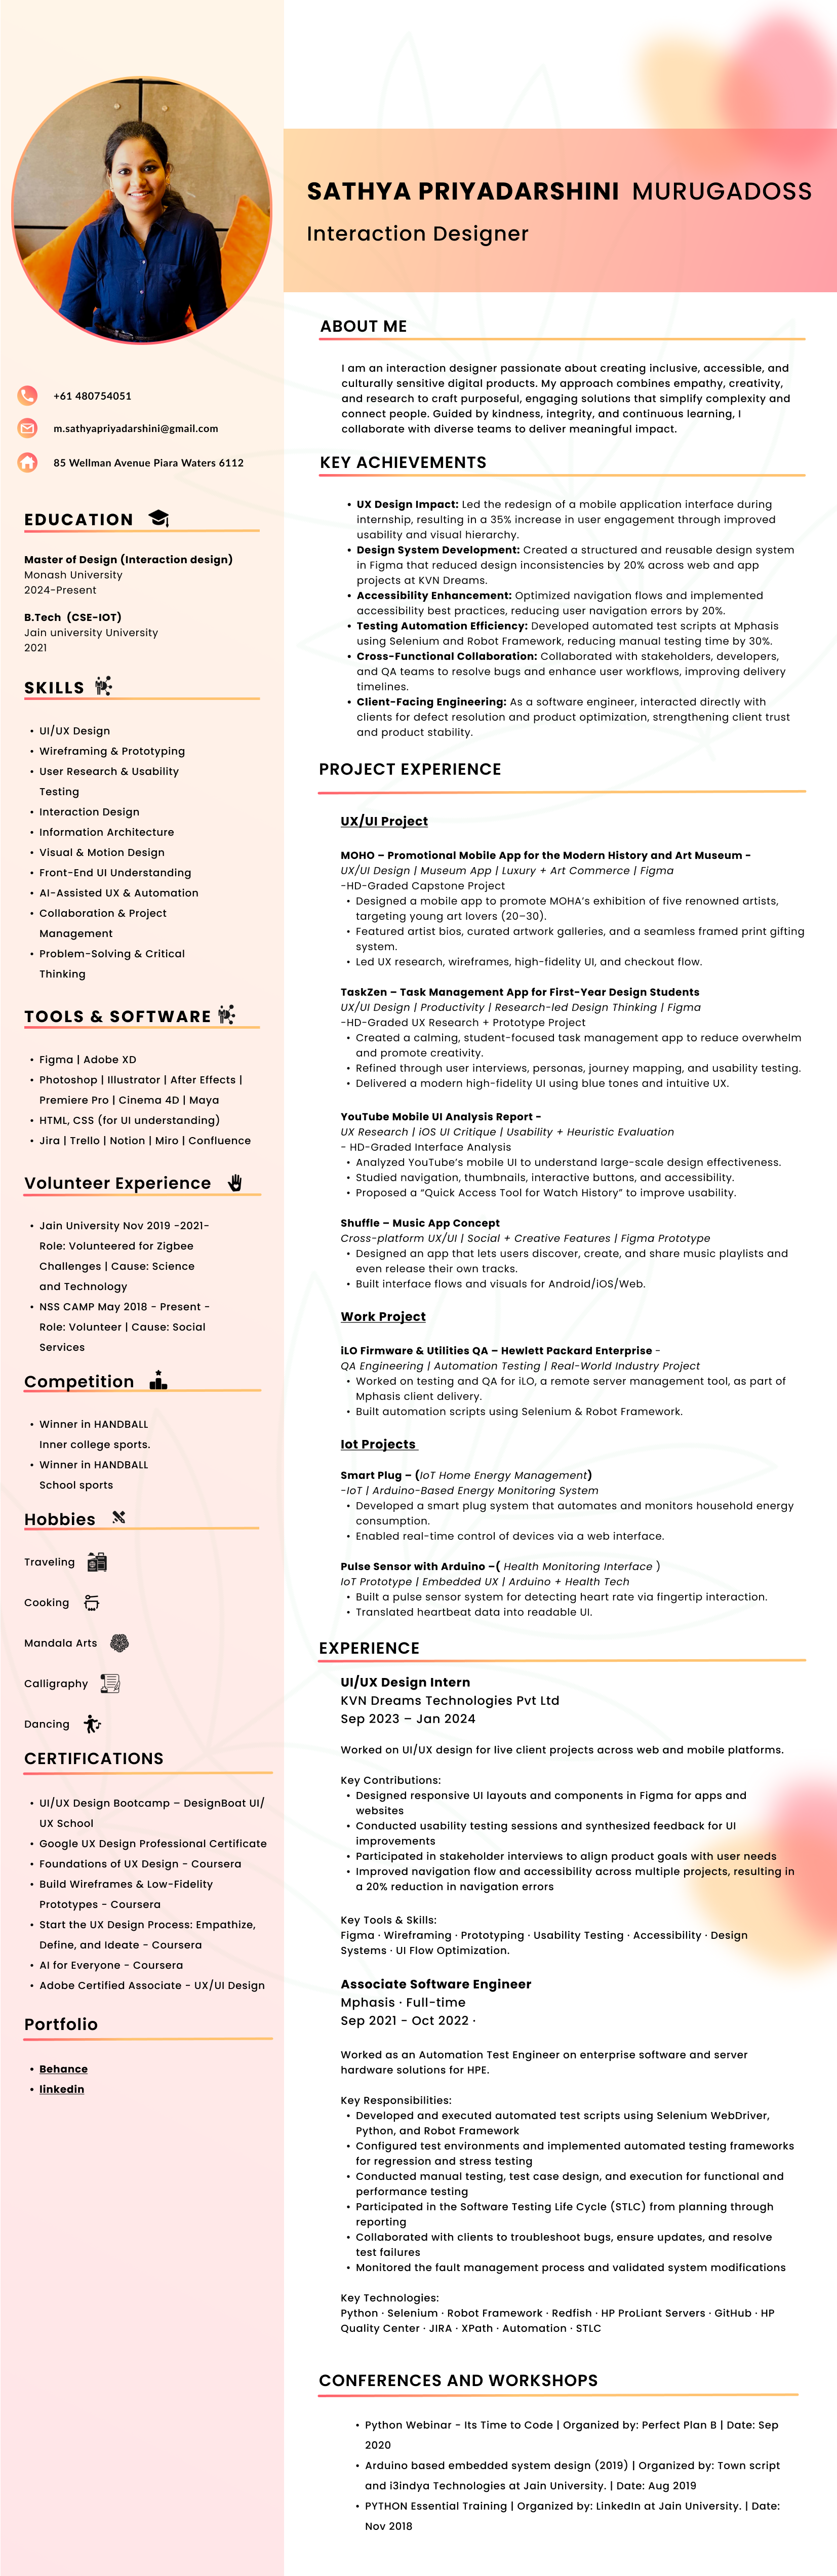 SATHYA PRIYADARSHINI MURUGADOSS
Interaction Designer
+61 480754051
m.sathyapriyadarshini@gmail.com
85 Wellman Avenue Piara Waters 6112
EDUCATION
Master of Design (Interaction design)
Monash University
2024-Present
B.Tech (CSE-IOT)
Jain university University
2021
SKILLS
• UI/UX Design
• Wireframing & Prototyping
• User Research & Usability
Testing
• Interaction Design
• Information Architecture
• Visual & Motion Design
• Front-End UI Understanding
• AI-Assisted UX & Automation
• Collaboration & Project
Management
• Problem-Solving & Critical
Thinking
TOOLS & SOFTWARE
• Figma | Adobe XD
• Photoshop | Illustrator | After Effects |
Premiere Pro | Cinema 4D | Maya
• HTML, CSS (for UI understanding)
• Jira | Trello | Notion | Miro | Confluence
Volunteer Experience
• Jain University Nov 2019 -2021-
Role: Volunteered for Zigbee
Challenges | Cause: Science
and Technology
• NSS CAMP May 2018 - Present -
Role: Volunteer | Cause: Social
Services
Competition
• Winner in HANDBALL
Inner college sports.
• Winner in HANDBALL
School sports
Hobbies
Traveling
Cooking
Mandala Arts
Calligraphy
Dancing
CERTIFICATIONS
• UI/UX Design Bootcamp – DesignBoat UI/
UX School
• Google UX Design Professional Certificate
• Foundations of UX Design - Coursera
• Build Wireframes & Low-Fidelity
Prototypes - Coursera
• Start the UX Design Process: Empathize,
Define, and Ideate - Coursera
• AI for Everyone - Coursera
• Adobe Certified Associate - UX/UI Design
Portfolio
• Behance
• linkedin
ABOUT ME
I am an interaction designer passionate about creating inclusive, accessible, and
culturally sensitive digital products. My approach combines empathy, creativity,
and research to craft purposeful, engaging solutions that simplify complexity and
connect people. Guided by kindness, integrity, and continuous learning, I
collaborate with diverse teams to deliver meaningful impact.
KEY ACHIEVEMENTS
• UX Design Impact: Led the redesign of a mobile application interface during
internship, resulting in a 35% increase in user engagement through improved
usability and visual hierarchy.
• Design System Development: Created a structured and reusable design system
in Figma that reduced design inconsistencies by 20% across web and app
projects at KVN Dreams.
• Accessibility Enhancement: Optimized navigation flows and implemented
accessibility best practices, reducing user navigation errors by 20%.
• Testing Automation Efficiency: Developed automated test scripts at Mphasis
using Selenium and Robot Framework, reducing manual testing time by 30%.
• Cross-Functional Collaboration: Collaborated with stakeholders, developers,
and QA teams to resolve bugs and enhance user workflows, improving delivery
timelines.
• Client-Facing Engineering: As a software engineer, interacted directly with
clients for defect resolution and product optimization, strengthening client trust
and product stability.
PROJECT EXPERIENCE
UX/UI Project
MOHO – Promotional Mobile App for the Modern History and Art Museum -
UX/UI Design | Museum App | Luxury + Art Commerce | Figma
-HD-Graded Capstone Project
• Designed a mobile app to promote MOHA’s exhibition of five renowned artists,
targeting young art lovers (20–30).
• Featured artist bios, curated artwork galleries, and a seamless framed print gifting
system.
• Led UX research, wireframes, high-fidelity UI, and checkout flow.
TaskZen – Task Management App for First-Year Design Students
UX/UI Design | Productivity | Research-led Design Thinking | Figma
-HD-Graded UX Research + Prototype Project
• Created a calming, student-focused task management app to reduce overwhelm
and promote creativity.
• Refined through user interviews, personas, journey mapping, and usability testing.
• Delivered a modern high-fidelity UI using blue tones and intuitive UX.
YouTube Mobile UI Analysis Report -
UX Research | iOS UI Critique | Usability + Heuristic Evaluation
- HD-Graded Interface Analysis
• Analyzed YouTube’s mobile UI to understand large-scale design effectiveness.
• Studied navigation, thumbnails, interactive buttons, and accessibility.
• Proposed a “Quick Access Tool for Watch History” to improve usability.
Shuffle – Music App Concept
Cross-platform UX/UI | Social + Creative Features | Figma Prototype
• Designed an app that lets users discover, create, and share music playlists and
even release their own tracks.
• Built interface flows and visuals for Android/iOS/Web.
Work Project
iLO Firmware & Utilities QA – Hewlett Packard Enterprise -
QA Engineering | Automation Testing | Real-World Industry Project
• Worked on testing and QA for iLO, a remote server management tool, as part of
Mphasis client delivery.
• Built automation scripts using Selenium & Robot Framework.
Iot Projects
Smart Plug – (IoT Home Energy Management)
-IoT | Arduino-Based Energy Monitoring System
• Developed a smart plug system that automates and monitors household energy
consumption.
• Enabled real-time control of devices via a web interface.
Pulse Sensor with Arduino –( Health Monitoring Interface )
IoT Prototype | Embedded UX | Arduino + Health Tech
• Built a pulse sensor system for detecting heart rate via fingertip interaction.
• Translated heartbeat data into readable UI.
EXPERIENCE
UI/UX Design Intern
KVN Dreams Technologies Pvt Ltd
Sep 2023 – Jan 2024
Worked on UI/UX design for live client projects across web and mobile platforms.
Key Contributions:
• Designed responsive UI layouts and components in Figma for apps and
websites
• Conducted usability testing sessions and synthesized feedback for UI
improvements
• Participated in stakeholder interviews to align product goals with user needs
• Improved navigation flow and accessibility across multiple projects, resulting in
a 20% reduction in navigation errors
Key Tools & Skills:
Figma · Wireframing · Prototyping · Usability Testing · Accessibility · Design
Systems · UI Flow Optimization.
Associate Software Engineer
Mphasis · Full-time
Sep 2021 - Oct 2022 ·
Worked as an Automation Test Engineer on enterprise software and server
hardware solutions for HPE.
Key Responsibilities:
• Developed and executed automated test scripts using Selenium WebDriver,
Python, and Robot Framework
• Configured test environments and implemented automated testing frameworks
for regression and stress testing
• Conducted manual testing, test case design, and execution for functional and
performance testing
• Participated in the Software Testing Life Cycle (STLC) from planning through
reporting
• Collaborated with clients to troubleshoot bugs, ensure updates, and resolve
test failures
• Monitored the fault management process and validated system modifications
Key Technologies:
Python · Selenium · Robot Framework · Redfish · HP ProLiant Servers · GitHub · HP
Quality Center · JIRA · XPath · Automation · STLC
CONFERENCES AND WORKSHOPS
• Python Webinar - Its Time to Code | Organized by: Perfect Plan B | Date: Sep
2020
• Arduino based embedded system design (2019) | Organized by: Town script
and i3indya Technologies at Jain University. | Date: Aug 2019
• PYTHON Essential Training | Organized by: LinkedIn at Jain University. | Date:
Nov 2018